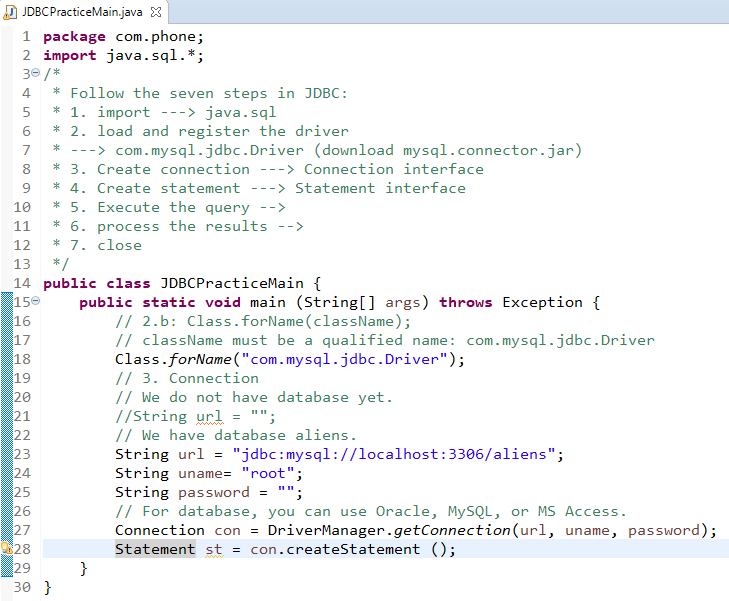 JDBCPracticeMain.java
1 package com.phone;
2 import java.sql.*;
3 /*
4  * Follow the seven steps in JDBC:
5  * 1. import ---> java.sql
6  * 2. load and register the driver
7  * ---> com.mysql.jdbc.Driver (download mysql.connector.jar)
8  * 3. Create connection ---> Connection interface
9  * 4. Create statement ---> Statement interface
10  * 5. Execute the query -->
11  * 6. process the results -->
12  * 7. close
13  */
14 public class JDBCPracticeMain {
15     public static void main (String[] args) throws Exception {
16         // 2.b: Class.forName(className);
17         // className must be a qualified name: com.mysql.jdbc.Driver
18         Class.forName("com.mysql.jdbc.Driver");
19         // 3. Connection
20         // We do not have database yet.
21         //String url = "";
22         // We have database aliens.
23         String url = "jdbc:mysql://localhost:3306/aliens";
24         String uname= "root";
25         String password = "";
26         // For database, you can use Oracle, MySQL, or MS Access.
27         Connection con = DriverManager.getConnection(url, uname, password);
28         Statement st = con.createStatement ();
29     }
30 }